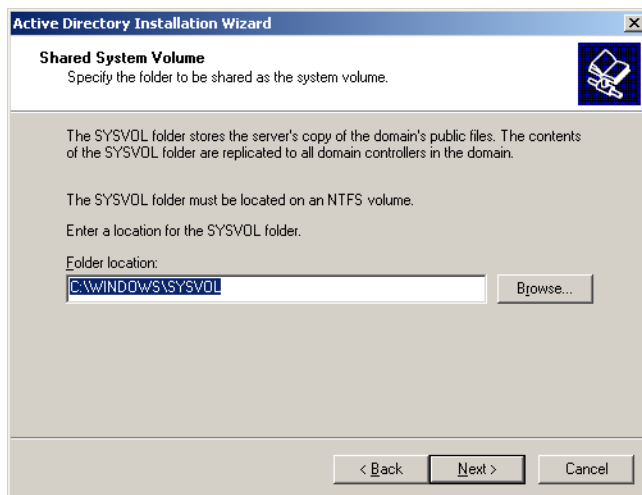 Active Directory Installation Wizard
Shared System Volume
Specify the folder to be shared as the system volume.
The SYSVOL folder stores the server's copy of the domain's public files. The contents
of the SYSVOL folder are replicated to all domain controllers in the domain.
The SYSVOL folder must be located on an NTFS volume.
Enter a location for the SYSVOL folder.
Folder location:
C:\WINDOWS\SYSVOL
Browse...
< Back
Next >
Cancel